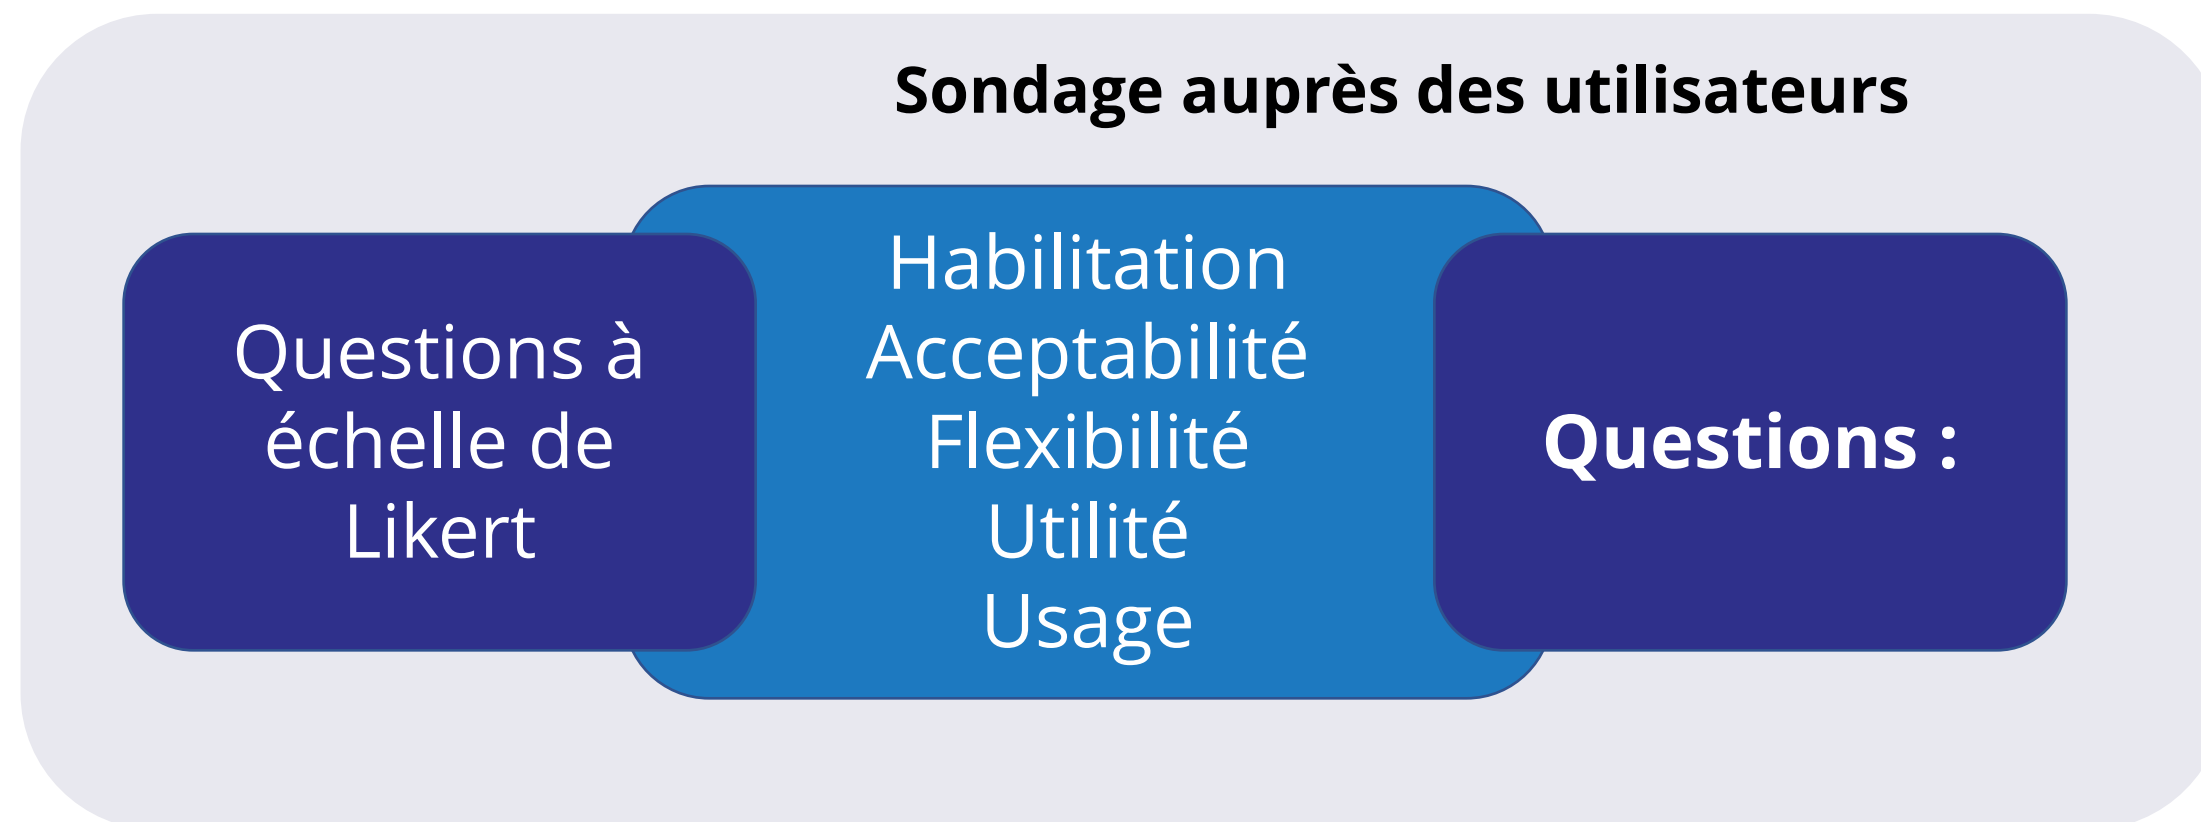 Sondage auprès des utilisateurs
Questions à
échelle de
Likert
Habilitation
Acceptabilité
Flexibilité
Utilité
Usage
Questions :